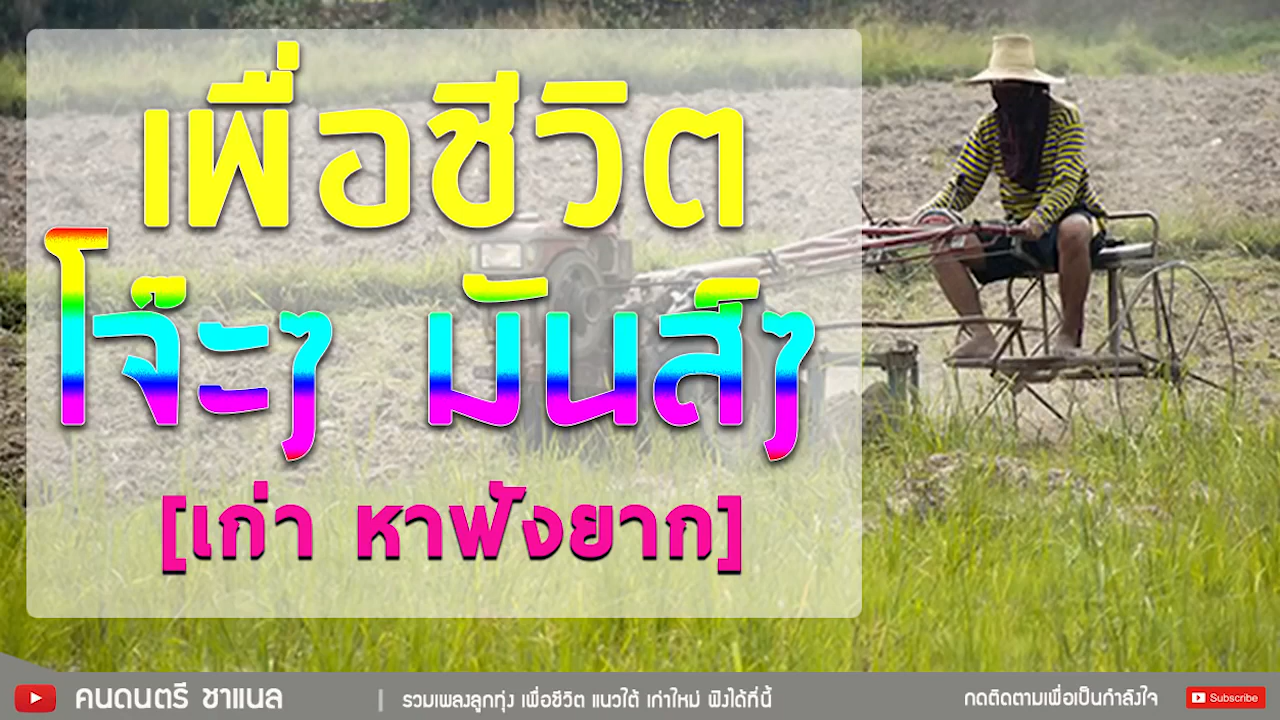 เพื่อชีวิต
โจ๊ะๆ มันส์ๆ
[เก่า หาฟังยาก]
คนดนตรี ชาแนล | รวมเพลงลูกทุ่ง เพื่อชีวิต แนวใต้ เก่าใหม่ ฟังได้ที่นี้ กดติดตามเพื่อเป็นกำลังใจ Subscribe